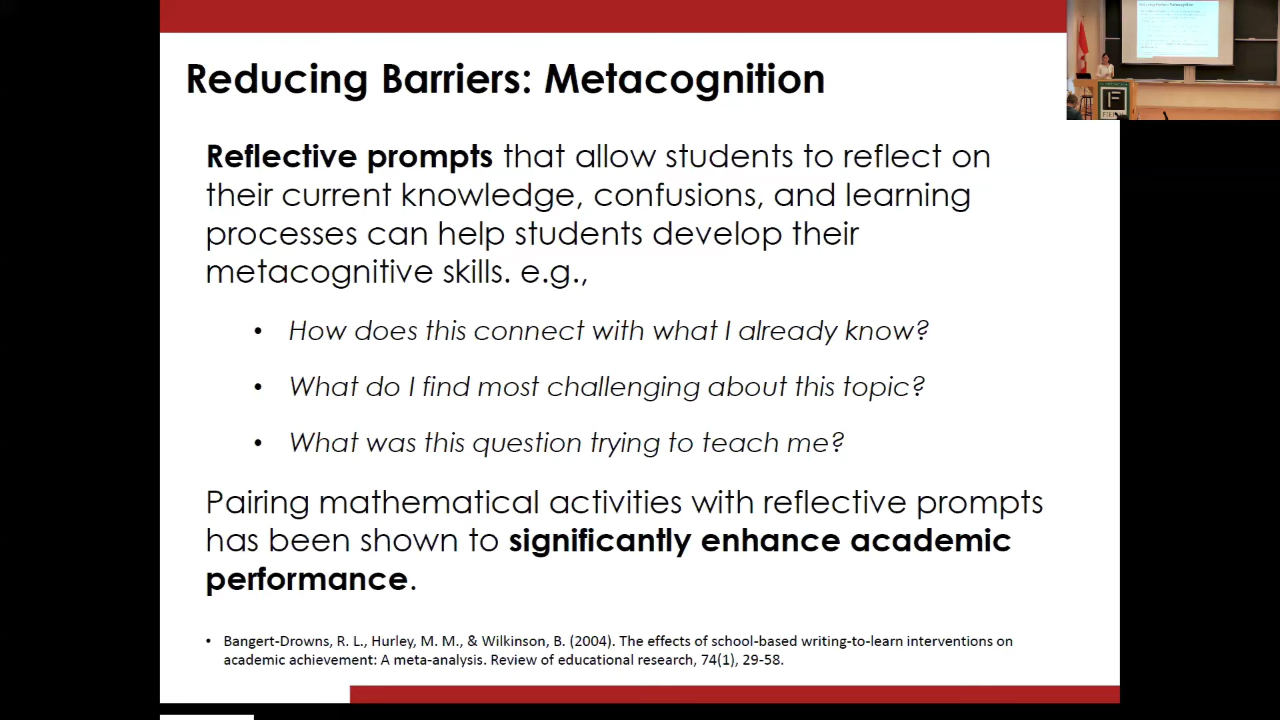 Reducing Barriers: Metacognition
Reflective prompts that allow students to reflect on
their current knowledge, confusions, and learning
processes can help students develop their
metacognitive skills. e.g.,
• How does this connect with what I already know?
• What do I find most challenging about this topic?
• What was this question trying to teach me?
Pairing mathematical activities with reflective prompts
has been shown to significantly enhance academic
performance.
• Bangert-Drowns, R. L., Hurley, M. M., & Wilkinson, B. (2004). The effects of school-based writing-to-learn interventions on
academic achievement: A meta-analysis. Review of educational research, 74(1), 29-58.